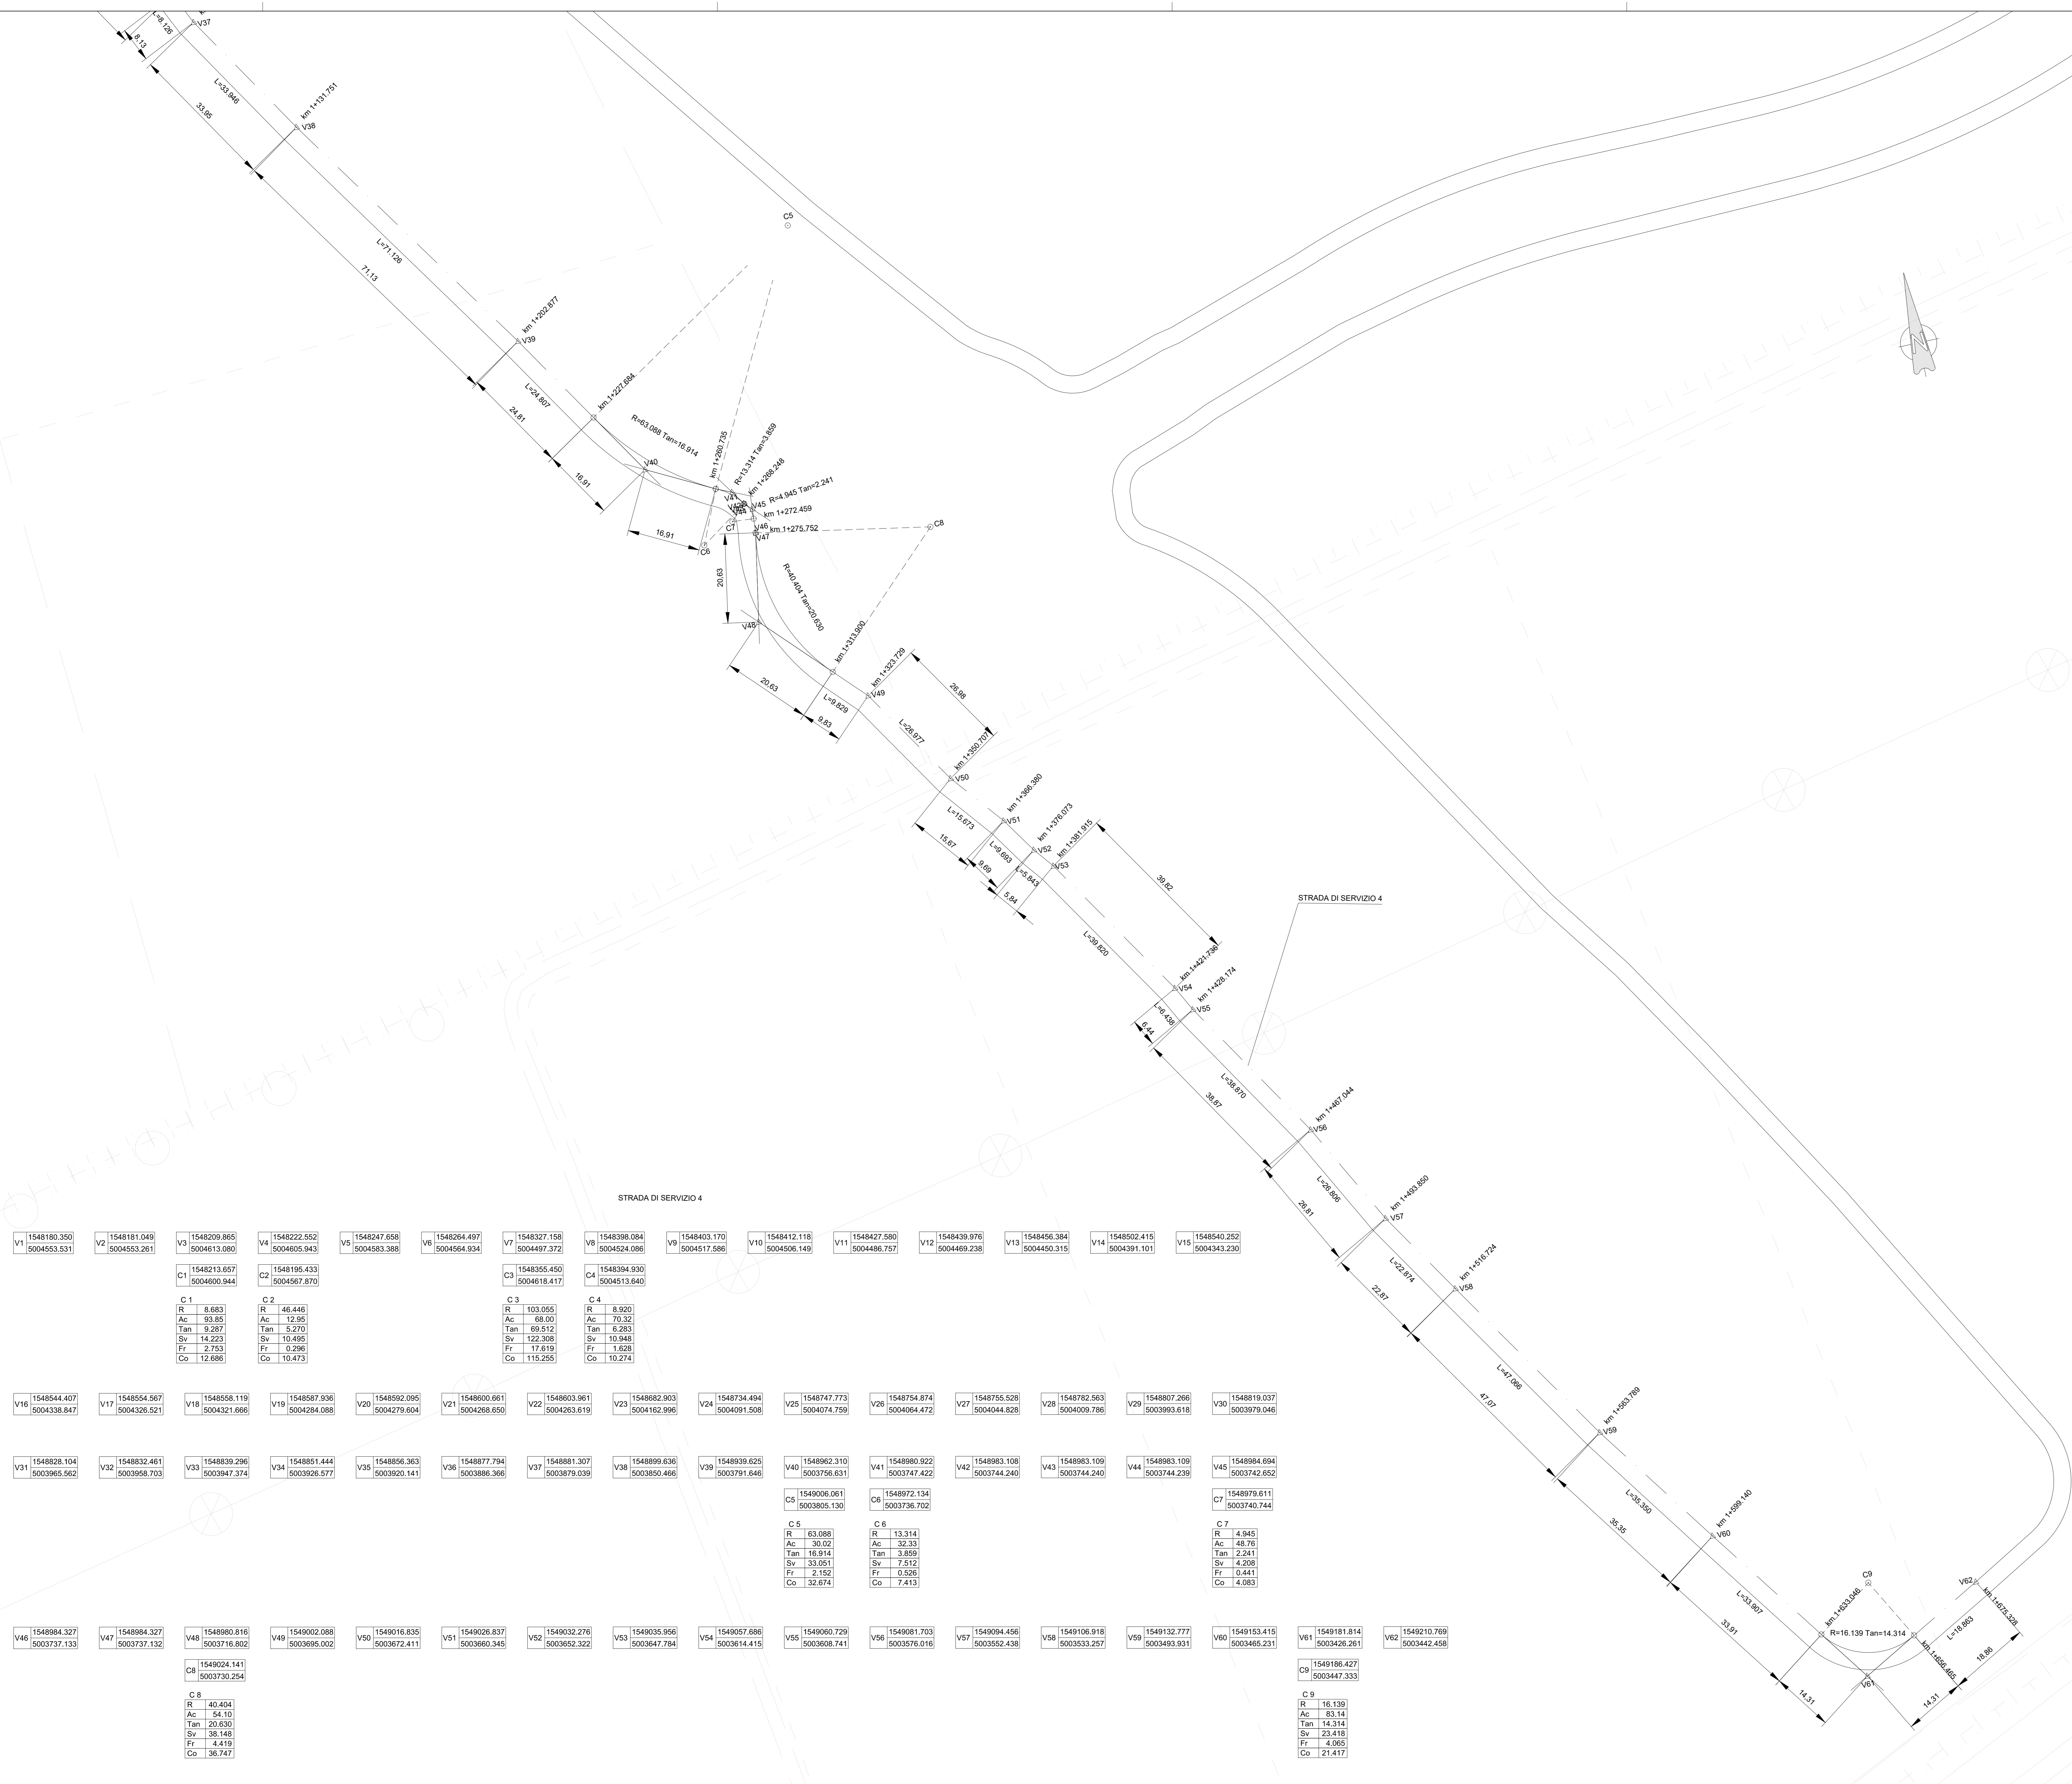 V37
L=8.126
8,13
L=33.946
33,95
km 1+131.751
V38
L=71.126
71,13
C5
km 1+202.877
V39
L=24.807
24,81
km 1+227.684
R=63.088 Tan=16.914
V40
16,91
16,91
km 1+260.735
R=13.314 Tan=3.859
km 1+268.248
R=4.945 Tan=2.241
V41
V44
V45
km 1+272.459
V46
km 1+275.752
V47
C7
C6
C8
20,63
R=40.404 Tan=20.630
V48
km 1+313.900
20,63
L=9.829
9,83
km 1+323.729
V49
26,98
L=26.977
km 1+350.707
V50
L=15.673
15,67
km 1+366.380
V51
L=9.693
9,69
km 1+376.073
V52
L=5.843
5,84
km 1+381.915
V53
39,82
L=39.820
STRADA DI SERVIZIO 4
km 1+421.736
V54
L=6.438
6,44
km 1+428.174
V55
L=38.870
38,87
km 1+467.044
V56
L=26.806
26,81
km 1+493.850
V57
L=22.874
22,87
km 1+516.724
V58
L=47.066
47,07
km 1+563.789
V59
L=35.350
35,35
km 1+599.140
V60
L=33.907
33,91
C9
km 1+633.046
R=16.139 Tan=14.314
V61
14,31
14,31
km 1+656.465
L=18.863
18,86
V62
km 1+675.328
N
STRADA DI SERVIZIO 4
V1 1548180.350 5004553.531
V2 1548181.049 5004553.261
V3 1548209.865 5004613.080
V4 1548222.552 5004605.943
V5 1548247.658 5004583.388
V6 1548264.497 5004564.934
V7 1548327.158 5004497.372
V8 1548398.084 5004524.086
V9 1548403.170 5004517.586
V10 1548412.118 5004506.149
V11 1548427.580 5004486.757
V12 1548439.976 5004469.238
V13 1548456.384 5004450.315
V14 1548502.415 5004391.101
V15 1548540.252 5004343.230
C1 1548213.657 5004600.944
C2 1548195.433 5004567.870
C3 1548355.450 5004618.417
C4 1548394.930 5004513.640
C 1
R 8.683
Ac 93.85
Tan 9.287
Sv 14.223
Fr 2.753
Co 12.686
C 2
R 46.446
Ac 12.95
Tan 5.270
Sv 10.495
Fr 0.296
Co 10.473
C 3
R 103.055
Ac 68.00
Tan 69.512
Sv 122.308
Fr 17.619
Co 115.255
C 4
R 8.920
Ac 70.32
Tan 6.283
Sv 10.948
Fr 1.628
Co 10.274
V16 1548544.407 5004338.847
V17 1548554.567 5004326.521
V18 1548558.119 5004321.666
V19 1548587.936 5004284.088
V20 1548592.095 5004279.604
V21 1548600.661 5004268.650
V22 1548603.961 5004263.619
V23 1548682.903 5004162.996
V24 1548734.494 5004091.508
V25 1548747.773 5004074.759
V26 1548754.874 5004064.472
V27 1548755.528 5004044.828
V28 1548782.563 5004009.786
V29 1548807.266 5003993.618
V30 1548819.037 5003979.046
V31 1548828.104 5003965.562
V32 1548832.461 5003958.703
V33 1548839.296 5003947.374
V34 1548851.444 5003926.577
V35 1548856.363 5003920.141
V36 1548877.794 5003886.366
V37 1548881.307 5003879.039
V38 1548899.636 5003850.466
V39 1548939.625 5003791.646
V40 1548962.310 5003756.631
V41 1548980.922 5003747.422
V42 1548983.108 5003744.240
V43 1548983.109 5003744.240
V44 1548983.109 5003744.239
V45 1548984.694 5003742.652
C5 1549006.061 5003805.130
C6 1548972.134 5003736.702
C7 1548979.611 5003740.744
C 5
R 63.088
Ac 30.02
Tan 16.914
Sv 33.051
Fr 2.152
Co 32.674
C 6
R 13.314
Ac 32.33
Tan 3.859
Sv 7.512
Fr 0.526
Co 7.413
C 7
R 4.945
Ac 48.76
Tan 2.241
Sv 4.208
Fr 0.441
Co 4.083
V46 1548984.327 5003737.133
V47 1548984.327 5003737.132
V48 1548980.816 5003716.802
V49 1549002.088 5003695.002
V50 1549016.835 5003672.411
V51 1549026.837 5003660.345
V52 1549032.276 5003652.322
V53 1549035.956 5003647.784
V54 1549057.686 5003614.415
V55 1549060.729 5003608.741
V56 1549081.703 5003576.016
V57 1549094.456 5003552.438
V58 1549106.918 5003533.257
V59 1549132.777 5003493.931
V60 1549153.415 5003465.231
V61 1549181.814 5003426.261
V62 1549210.769 5003442.458
C8 1549024.141 5003730.254
C9 1549186.427 5003447.333
C 8
R 40.404
Ac 54.10
Tan 20.630
Sv 38.148
Fr 4.419
Co 36.747
C 9
R 16.139
Ac 83.14
Tan 14.314
Sv 23.418
Fr 4.065
Co 21.417